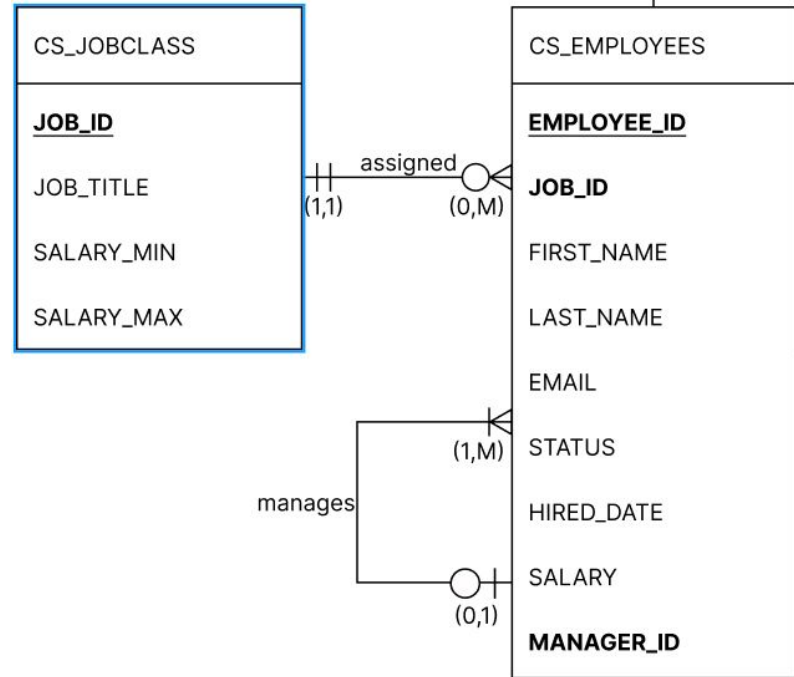 CS_JOBCLASS
JOB_ID
JOB_TITLE
SALARY_MIN
SALARY_MAX
assigned
(1,1)
(0,M)
CS_EMPLOYEES
EMPLOYEE_ID
JOB_ID
FIRST_NAME
LAST_NAME
EMAIL
STATUS
HIRED_DATE
SALARY
MANAGER_ID
(1,M)
manages
(0,1)